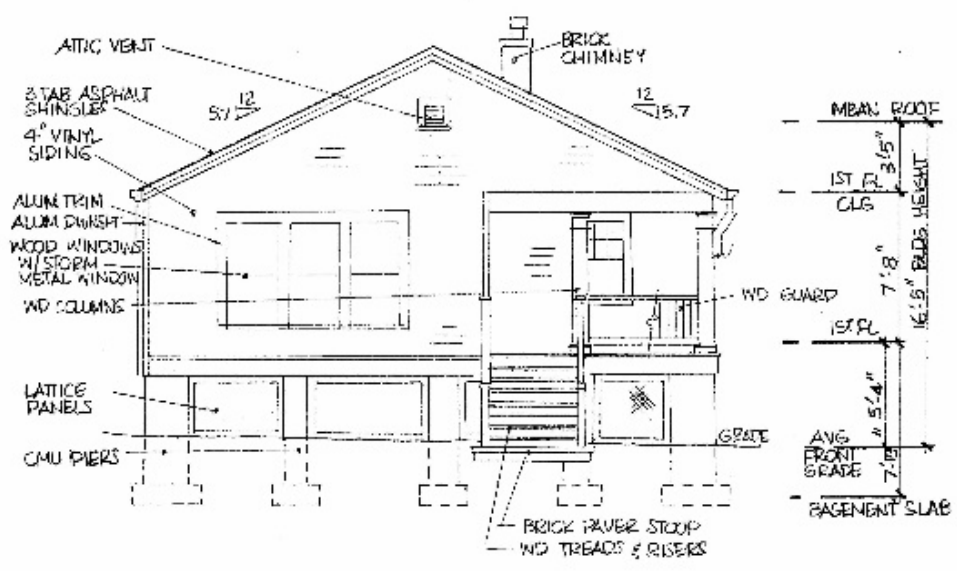 ATTIC VENT
BRICK
CHIMNEY
3 TAB ASPHALT
SHINGLES
4" VINYL
SIDING
12
5.7
12
5.7
MEAN ROOF
3'5"
1ST FL
CLG
ALUM TRIM
ALUM DWNSPT
WOOD WINDOWS
W/STORM
METAL WINDOW
WD COLUMNS
7'8"
16'5" BLDG HEIGHT
WD GUARD
1ST FL
LATTICE
PANELS
5'4"
GRADE
AVG
FRONT
GRADE
CMU PIERS
BASEMENT SLAB
BRICK PAVER STOOP
WD TREADS & RISERS